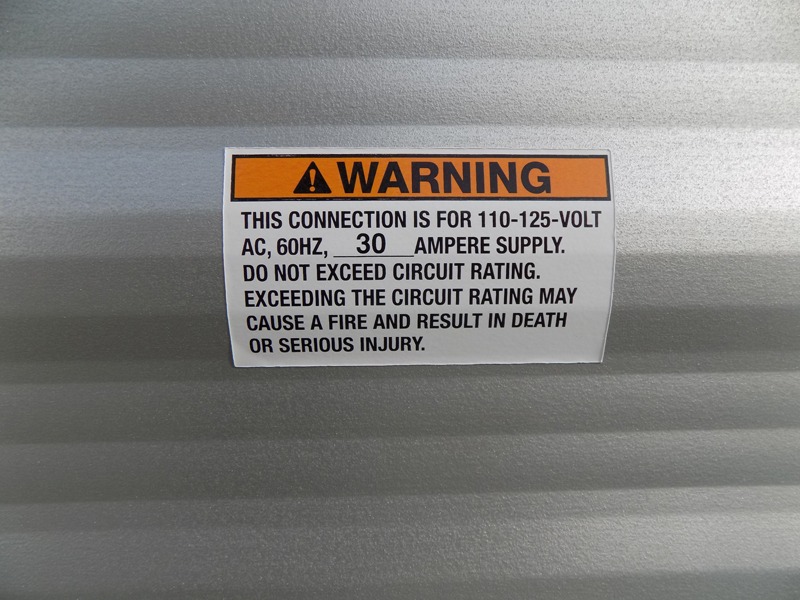 WARNING
THIS CONNECTION IS FOR 110-125-VOLT
AC, 60HZ, 30 AMPERE SUPPLY.
DO NOT EXCEED CIRCUIT RATING.
EXCEEDING THE CIRCUIT RATING MAY
CAUSE A FIRE AND RESULT IN DEATH
OR SERIOUS INJURY.